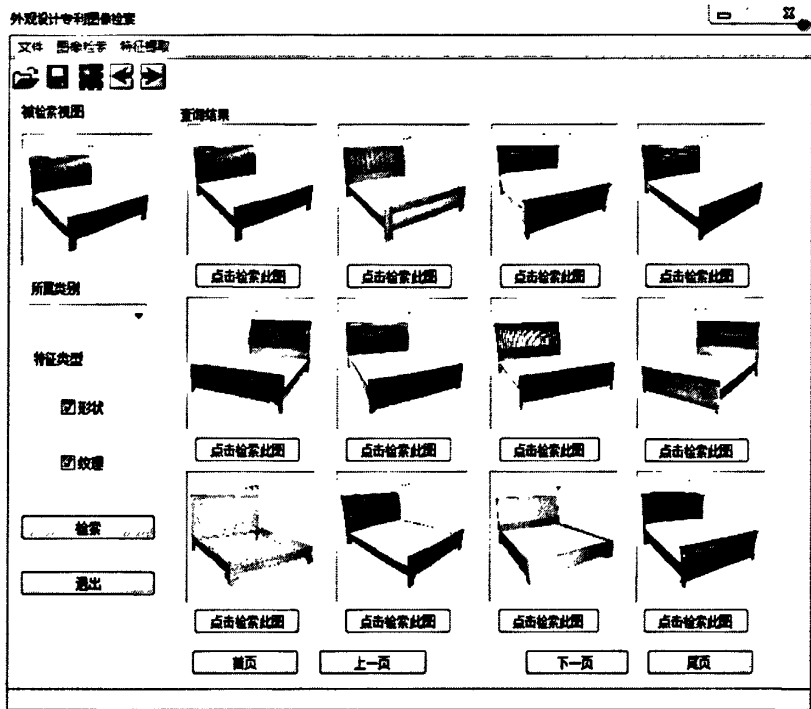 外观设计专利图像检索
文件 图像检索 特征提取
被检索视图
查询结果
点击检索此图 点击检索此图 点击检索此图 点击检索此图
所属类别
特征类型
形状
点击检索此图 点击检索此图 点击检索此图 点击检索此图
纹理
检索
退出
点击检索此图 点击检索此图 点击检索此图 点击检索此图
首页 上一页 下一页 尾页